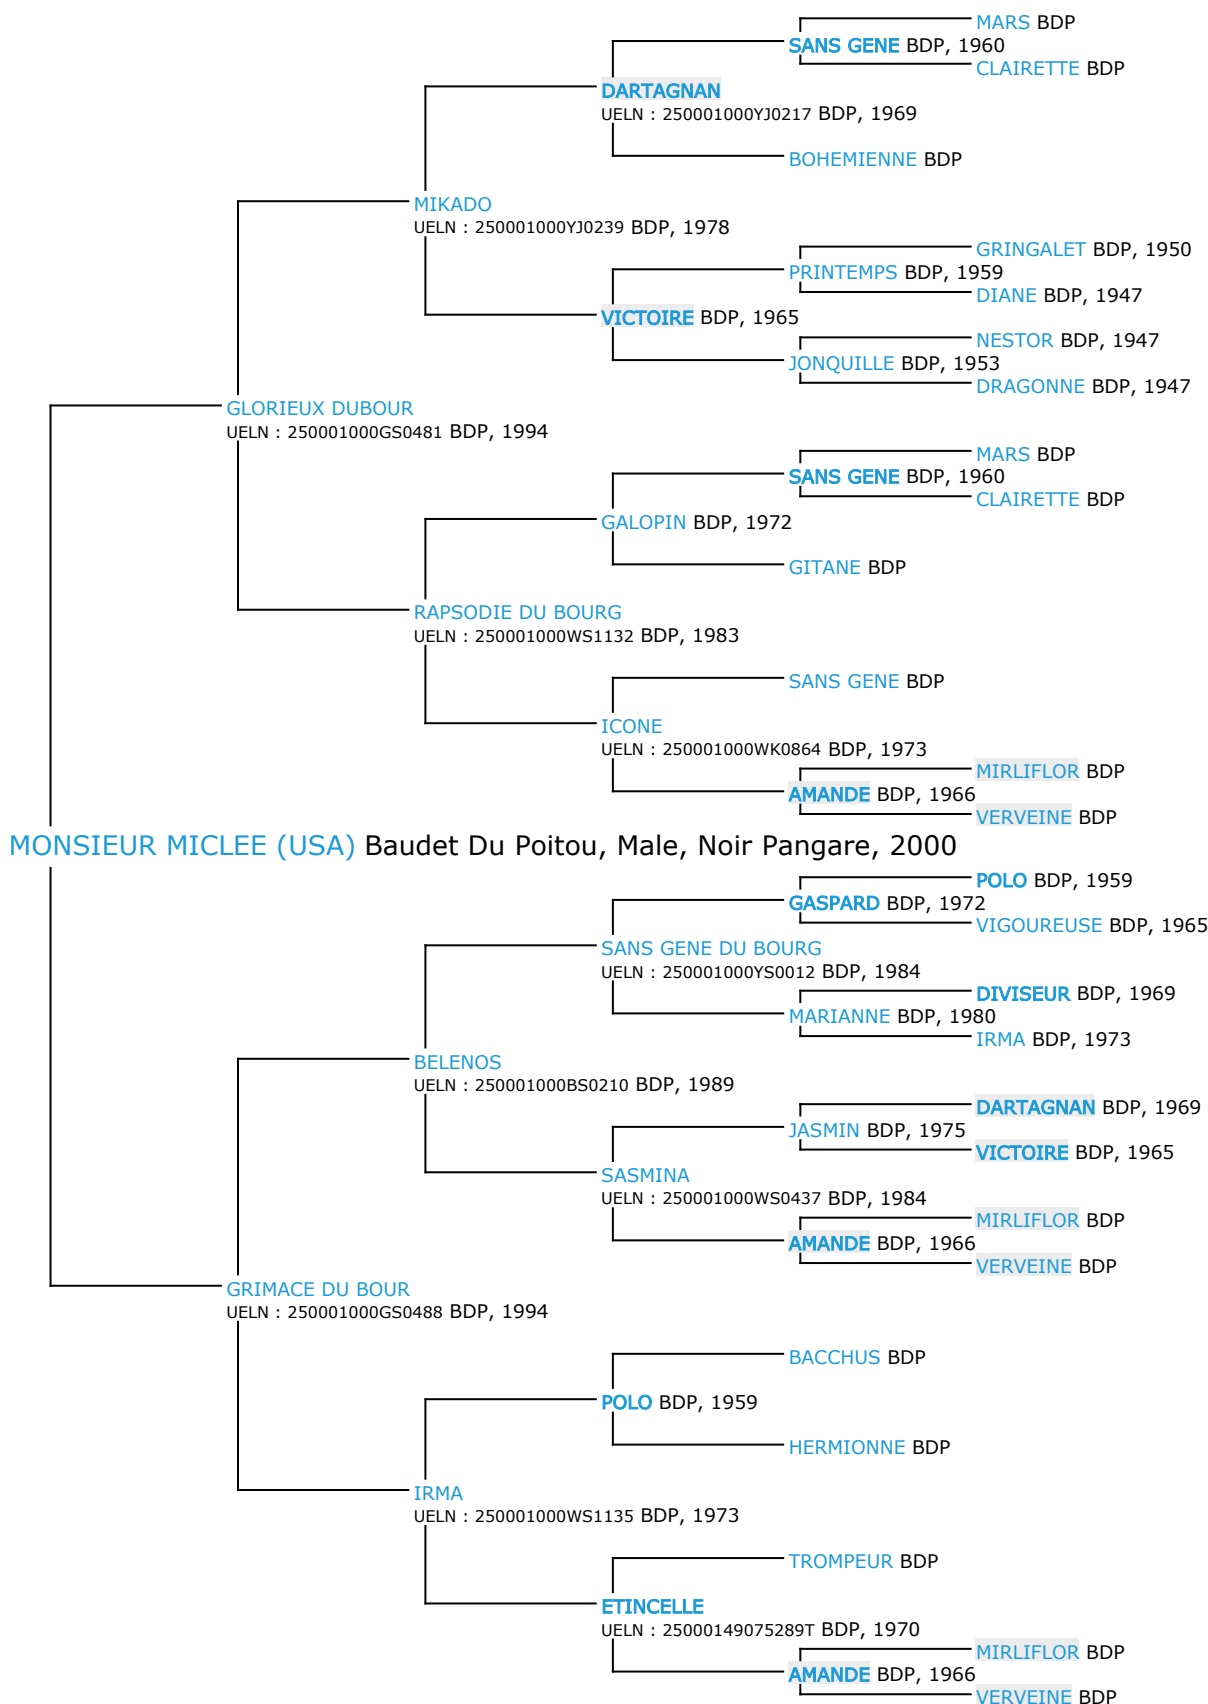 MARS BDP
SANS GENE BDP, 1960
CLAIRETTE BDP
DARTAGNAN
UELN : 250001000YJ0217 BDP, 1969
BOHEMIENNE BDP
MIKADO
UELN : 250001000YJ0239 BDP, 1978
GRINGALET BDP, 1950
PRINTEMPS BDP, 1959
DIANE BDP, 1947
VICTOIRE BDP, 1965
NESTOR BDP, 1947
JONQUILLE BDP, 1953
DRAGONNE BDP, 1947
GLORIEUX DUBOUR
UELN : 250001000GS0481 BDP, 1994
MARS BDP
SANS GENE BDP, 1960
CLAIRETTE BDP
GALOPIN BDP, 1972
GITANE BDP
RAPSODIE DU BOURG
UELN : 250001000WS1132 BDP, 1983
SANS GENE BDP
ICONE
UELN : 250001000WK0864 BDP, 1973
MIRLIFLOR BDP
AMANDE BDP, 1966
VERVEINE BDP
MONSIEUR MICLEE (USA) Baudet Du Poitou, Male, Noir Pangare, 2000
POLO BDP, 1959
GASPARD BDP, 1972
VIGOUREUSE BDP, 1965
SANS GENE DU BOURG
UELN : 250001000YS0012 BDP, 1984
DIVISEUR BDP, 1969
MARIANNE BDP, 1980
IRMA BDP, 1973
BELENOS
UELN : 250001000BS0210 BDP, 1989
DARTAGNAN BDP, 1969
JASMIN BDP, 1975
VICTOIRE BDP, 1965
SASMINA
UELN : 250001000WS0437 BDP, 1984
MIRLIFLOR BDP
AMANDE BDP, 1966
VERVEINE BDP
GRIMACE DU BOUR
UELN : 250001000GS0488 BDP, 1994
BACCHUS BDP
POLO BDP, 1959
HERMIONNE BDP
IRMA
UELN : 250001000WS1135 BDP, 1973
TROMPEUR BDP
ETINCELLE
UELN : 25000149075289T BDP, 1970
MIRLIFLOR BDP
AMANDE BDP, 1966
VERVEINE BDP